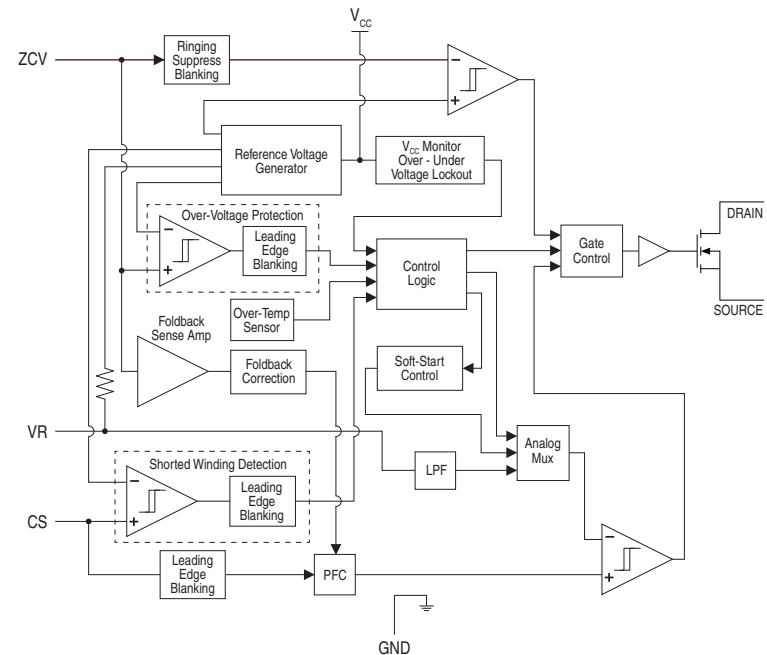 V_CC
ZCV
Ringing
Suppress
Blanking
−
+
Reference Voltage
Generator
V_CC Monitor
Over - Under
Voltage Lockout
Over-Voltage Protection
−
+
Leading
Edge
Blanking
Control
Logic
Gate
Control
DRAIN
SOURCE
Over-Temp
Sensor
Foldback
Sense Amp
Foldback
Correction
Soft-Start
Control
VR
LPF
Analog
Mux
Shorted Winding Detection
−
+
Leading
Edge
Blanking
CS
−
+
Leading
Edge
Blanking
PFC
GND